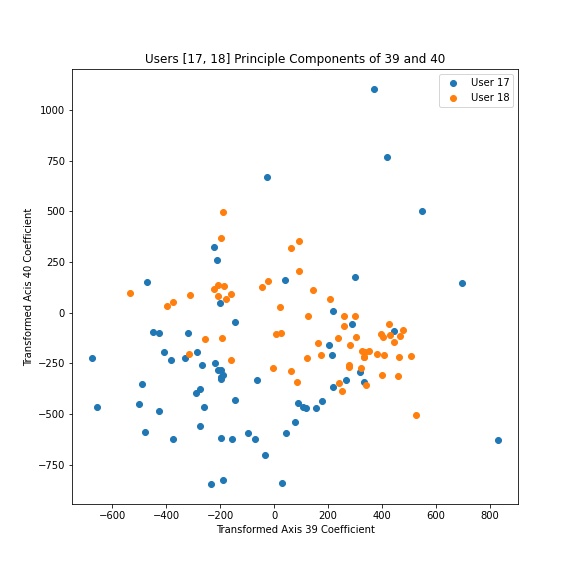 Users [17, 18] Principle Components of 39 and 40
User 17
User 18
1000
750
500
250
0
−250
−500
−750
Transformed Acis 40 Coefficient
−600 −400 −200 0 200 400 600 800
Transformed Axis 39 Coefficient